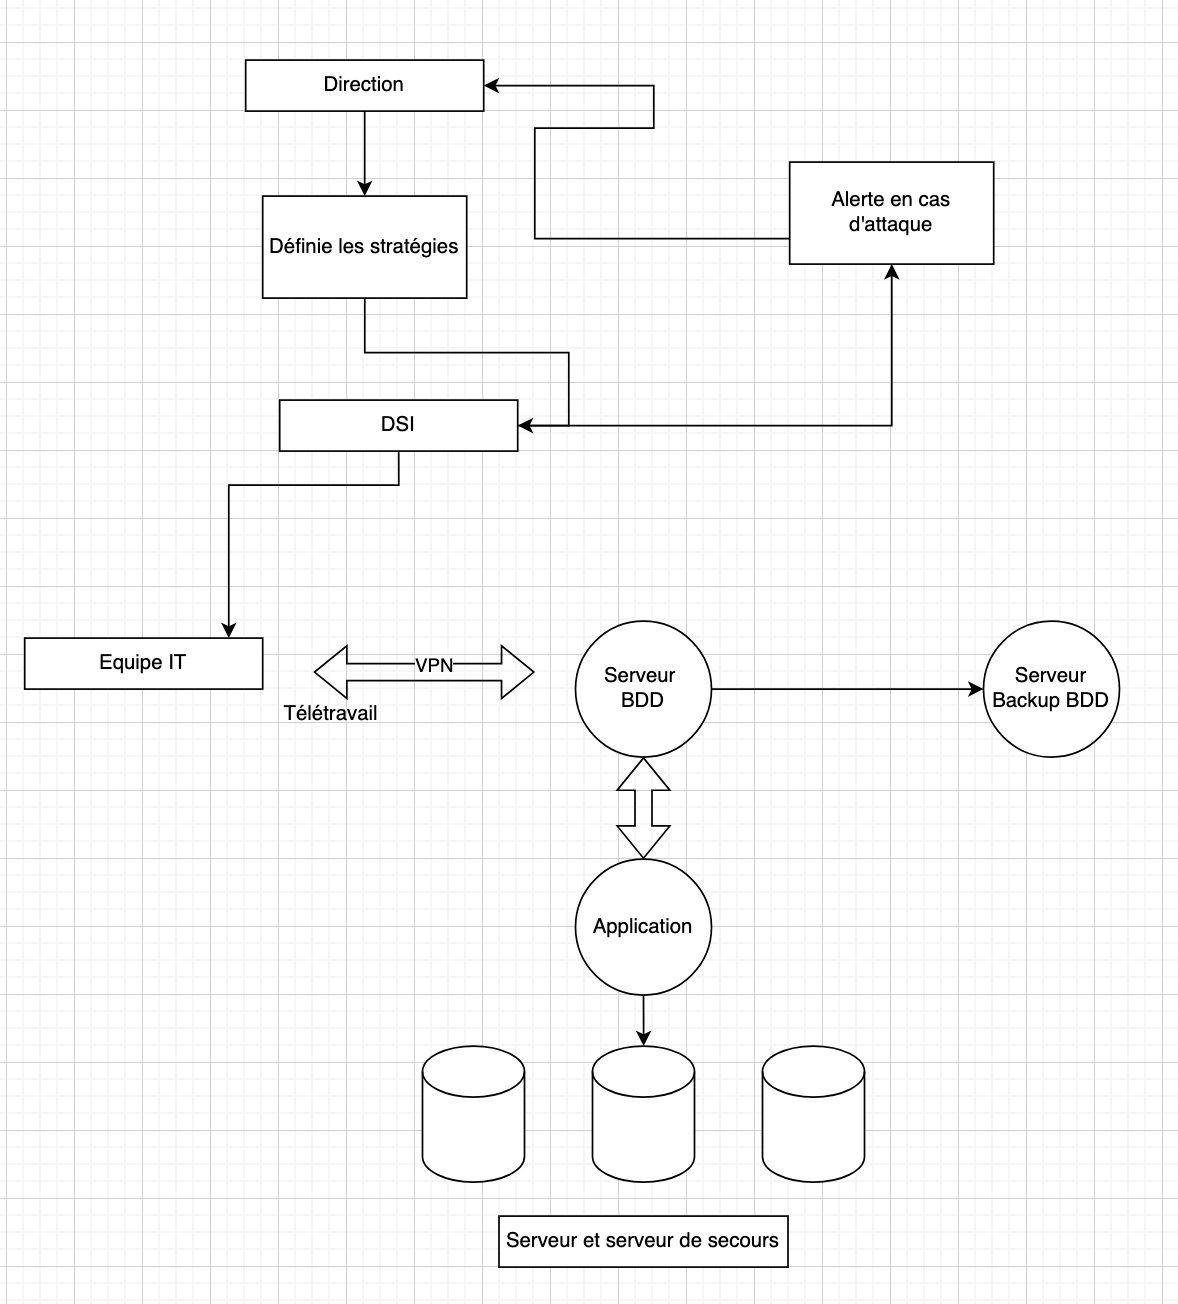 Direction
Alerte en cas
d'attaque
Définie les stratégies
DSI
Equipe IT
VPN
Télétravail
Serveur
BDD
Serveur
Backup BDD
Application
Serveur et serveur de secours